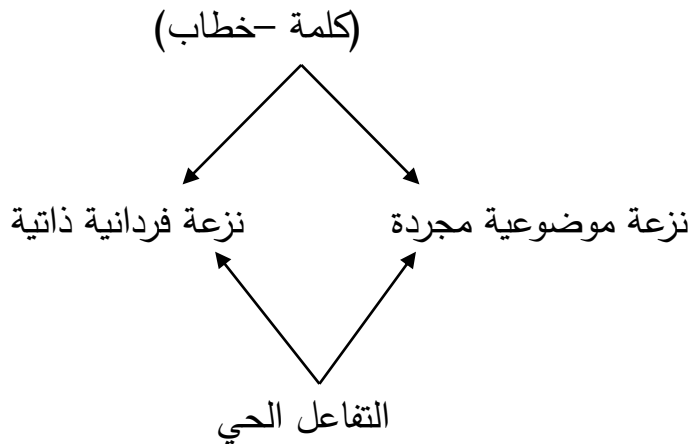 (كلمة –خطاب)
نزعة موضوعية مجردة
نزعة فردانية ذاتية
التفاعل الحي